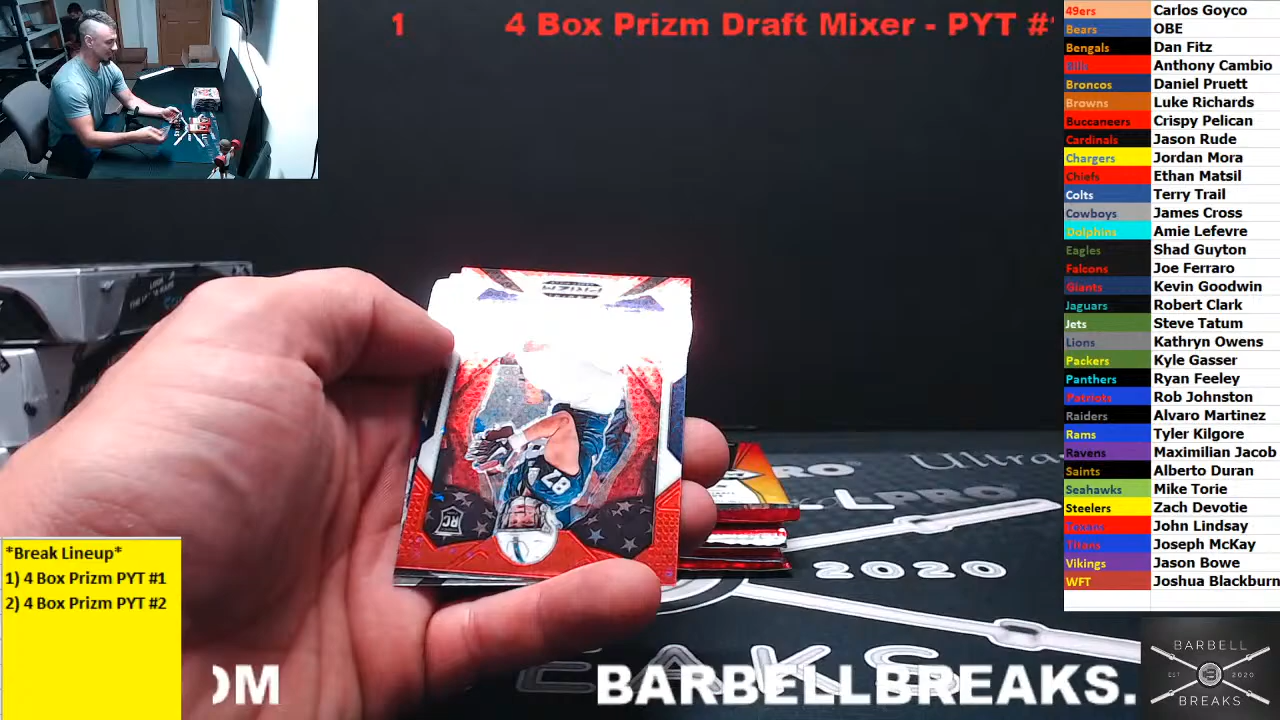 1 4 Box Prizm Draft Mixer - PYT #
49ers Carlos Goyco
Bears OBE
Bengals Dan Fitz
Bills Anthony Cambio
Broncos Daniel Pruett
Browns Luke Richards
Buccaneers Crispy Pelican
Cardinals Jason Rude
Chargers Jordan Mora
Chiefs Ethan Matsil
Colts Terry Trail
Cowboys James Cross
Dolphins Amie Lefevre
Eagles Shad Guyton
Falcons Joe Ferraro
Giants Kevin Goodwin
Jaguars Robert Clark
Jets Steve Tatum
Lions Kathryn Owens
Packers Kyle Gasser
Panthers Ryan Feeley
Patriots Rob Johnston
Raiders Alvaro Martinez
Rams Tyler Kilgore
Ravens Maximilian Jacob
Saints Alberto Duran
Seahawks Mike Torie
Steelers Zach Devotie
Texans John Lindsay
Titans Joseph McKay
Vikings Jason Bowe
WFT Joshua Blackburn
PRIZM
87
RC
Ultra
2020
EAKS
*Break Lineup*
1) 4 Box Prizm PYT #1
2) 4 Box Prizm PYT #2
OM BARBELLBREAKS.
BARBELL
EST 2020
BREAKS